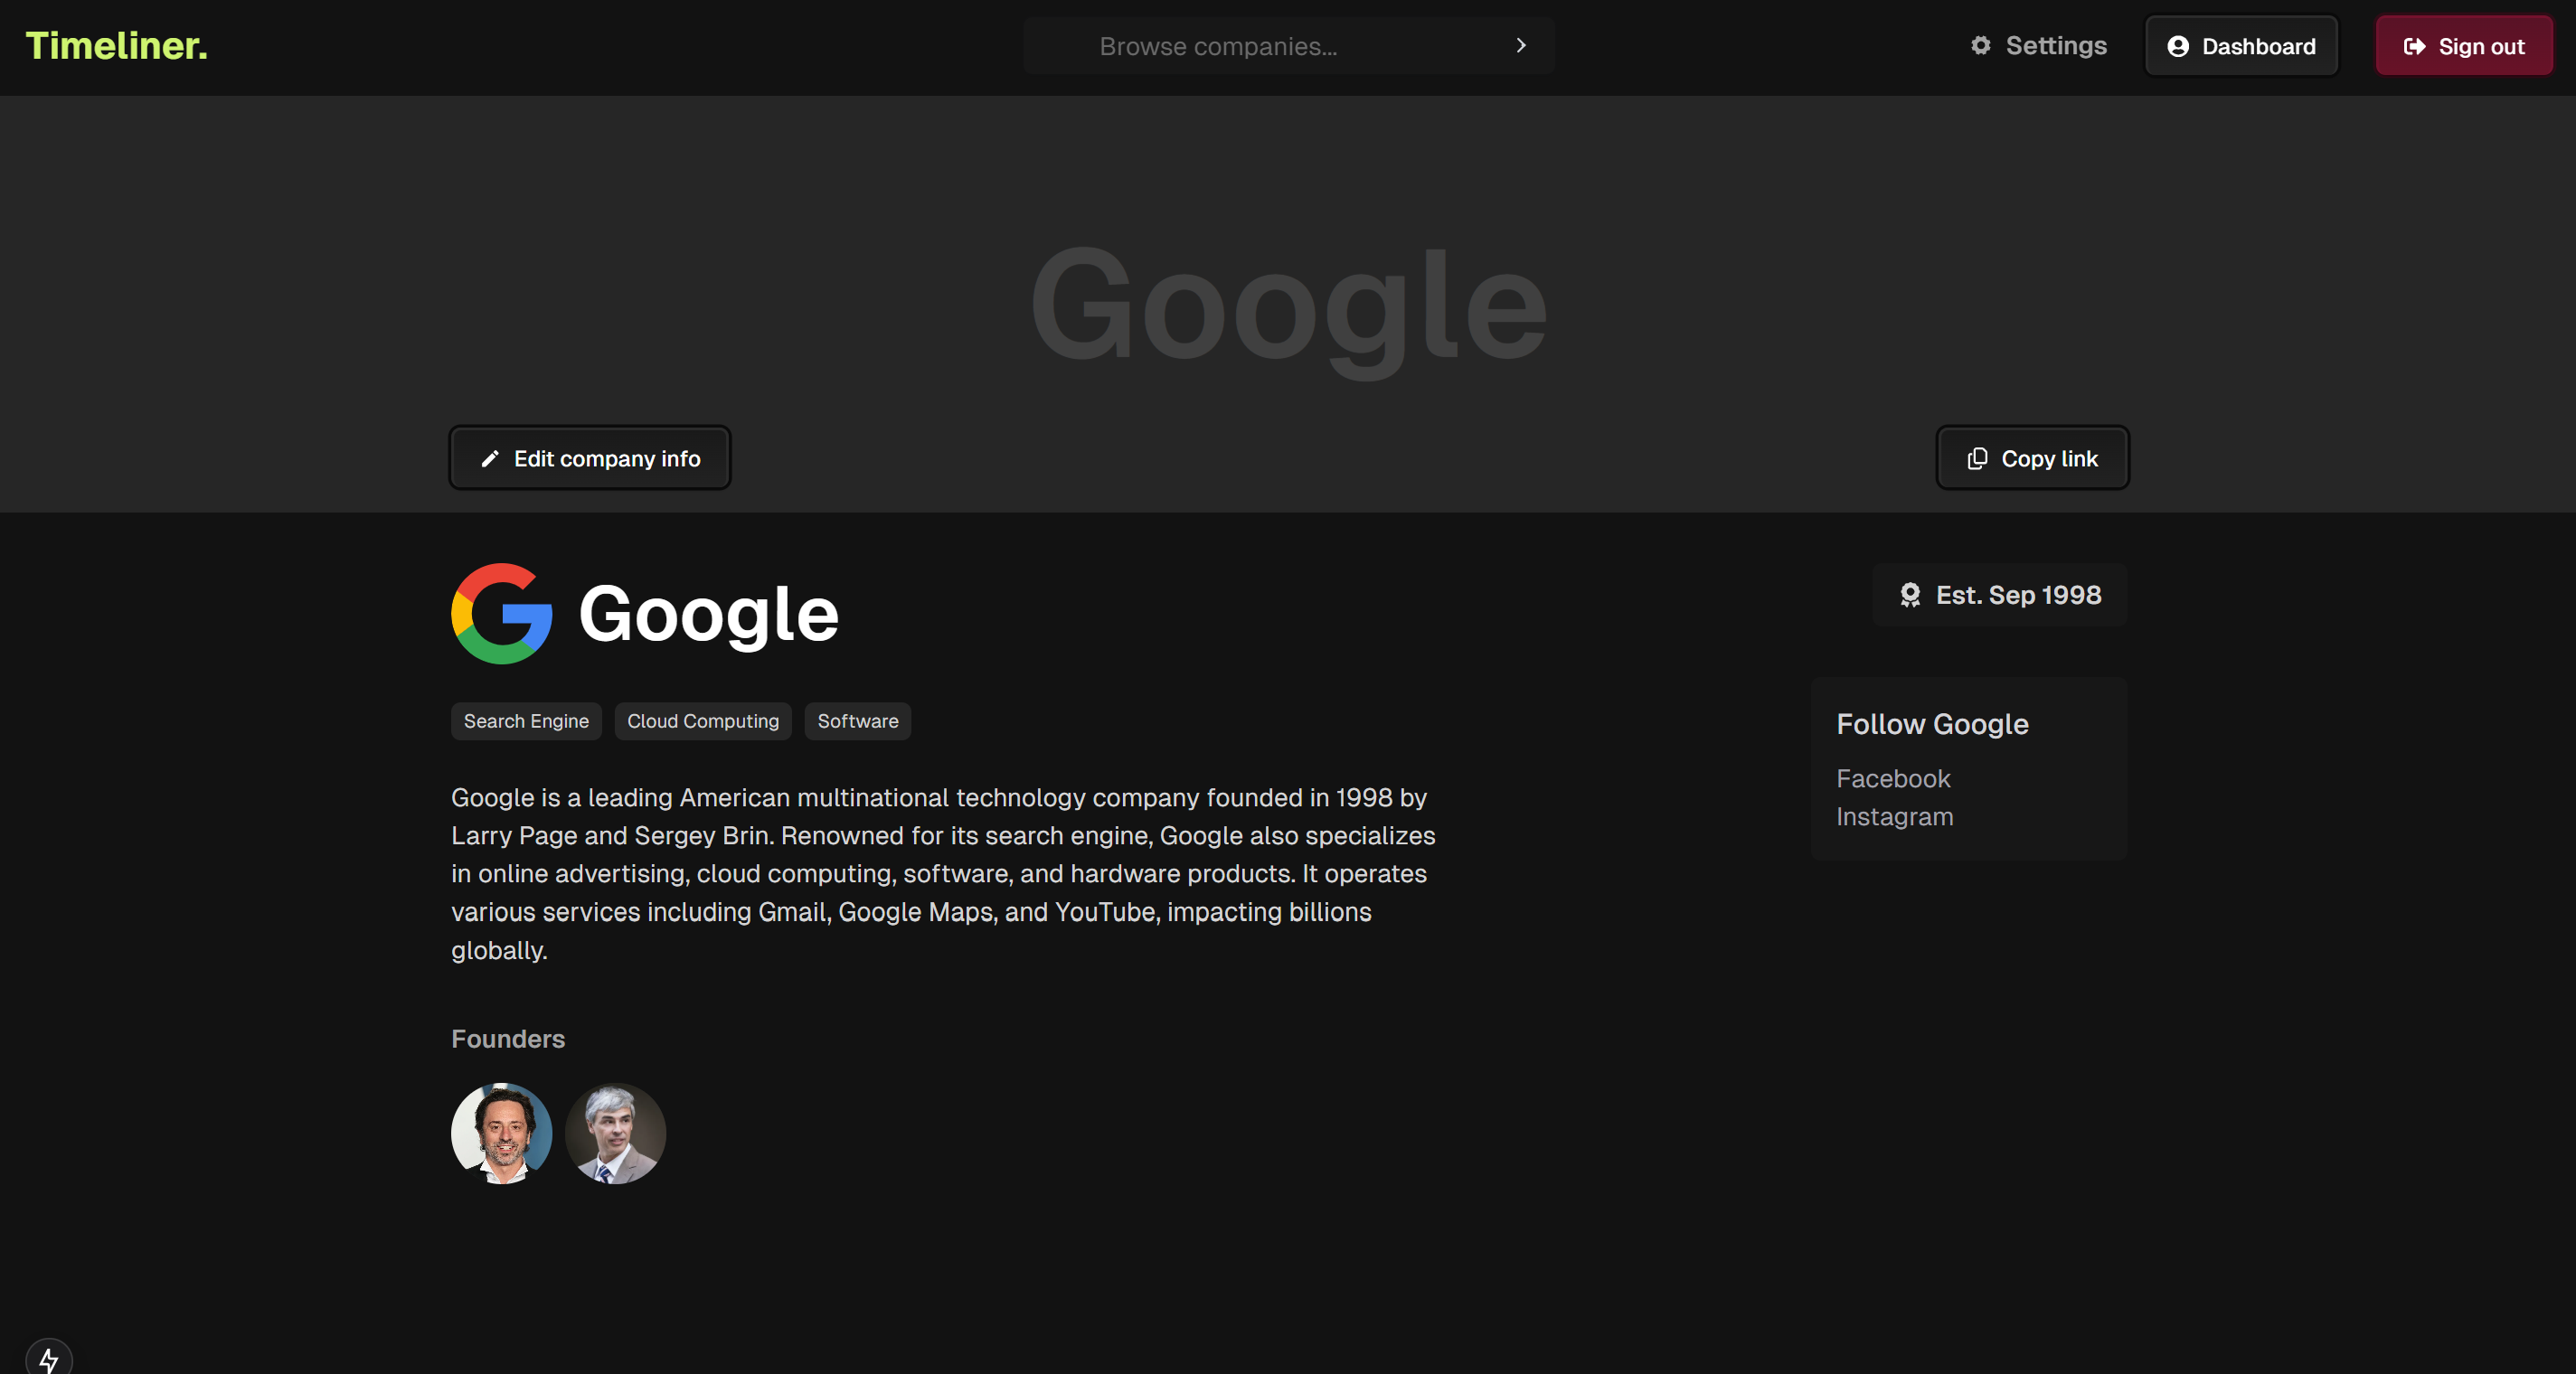 Timeliner.
Browse companies...
Settings
Dashboard
Sign out
Google
Edit company info
Copy link
Google
Est. Sep 1998
Search Engine
Cloud Computing
Software
Follow Google
Facebook
Instagram
Google is a leading American multinational technology company founded in 1998 by
Larry Page and Sergey Brin. Renowned for its search engine, Google also specializes
in online advertising, cloud computing, software, and hardware products. It operates
various services including Gmail, Google Maps, and YouTube, impacting billions
globally.
Founders